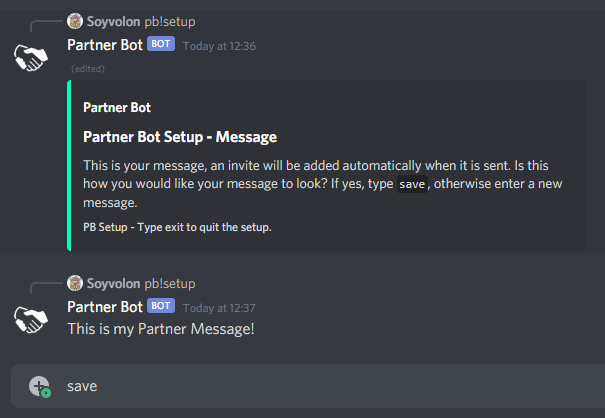 Soyvolon pb!setup
Partner Bot BOT Today at 12:36
(edited)
Partner Bot
Partner Bot Setup - Message
This is your message, an invite will be added automatically when it is sent. Is this
how you would like your message to look? If yes, type save, otherwise enter a new
message.
PB Setup - Type exit to quit the setup.
Soyvolon pb!setup
Partner Bot BOT Today at 12:37
This is my Partner Message!
save